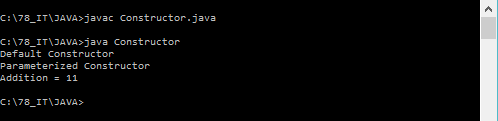 C:\78_IT\JAVA>javac Constructor.java
C:\78_IT\JAVA>java Constructor
Default Constructor
Parameterized Constructor
Addition = 11
C:\78_IT\JAVA>